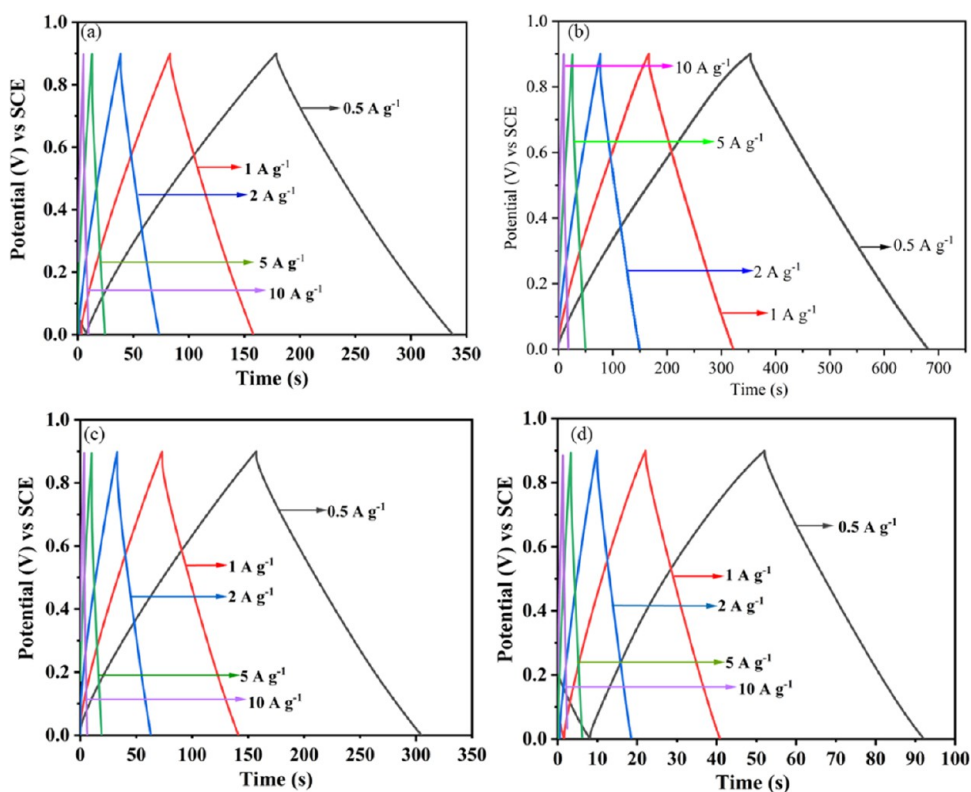 (a)
Potential (V) vs SCE
1.0
0.8
0.6
0.4
0.2
0.0
0.5 A g⁻¹
1 A g⁻¹
2 A g⁻¹
5 A g⁻¹
10 A g⁻¹
0 50 100 150 200 250 300 350
Time (s)
(b)
Potential (V) vs SCE
1.0
0.8
0.6
0.4
0.2
0.0
10 A g⁻¹
5 A g⁻¹
0.5 A g⁻¹
2 A g⁻¹
1 A g⁻¹
0 100 200 300 400 500 600 700
Time (s)
(c)
Potential (V) vs SCE
1.0
0.8
0.6
0.4
0.2
0.0
0.5 A g⁻¹
1 A g⁻¹
2 A g⁻¹
5 A g⁻¹
10 A g⁻¹
0 50 100 150 200 250 300 350
Time (s)
(d)
Potential (V) vs SCE
1.0
0.8
0.6
0.4
0.2
0.0
0.5 A g⁻¹
1 A g⁻¹
2 A g⁻¹
5 A g⁻¹
10 A g⁻¹
0 10 20 30 40 50 60 70 80 90 100
Time (s)